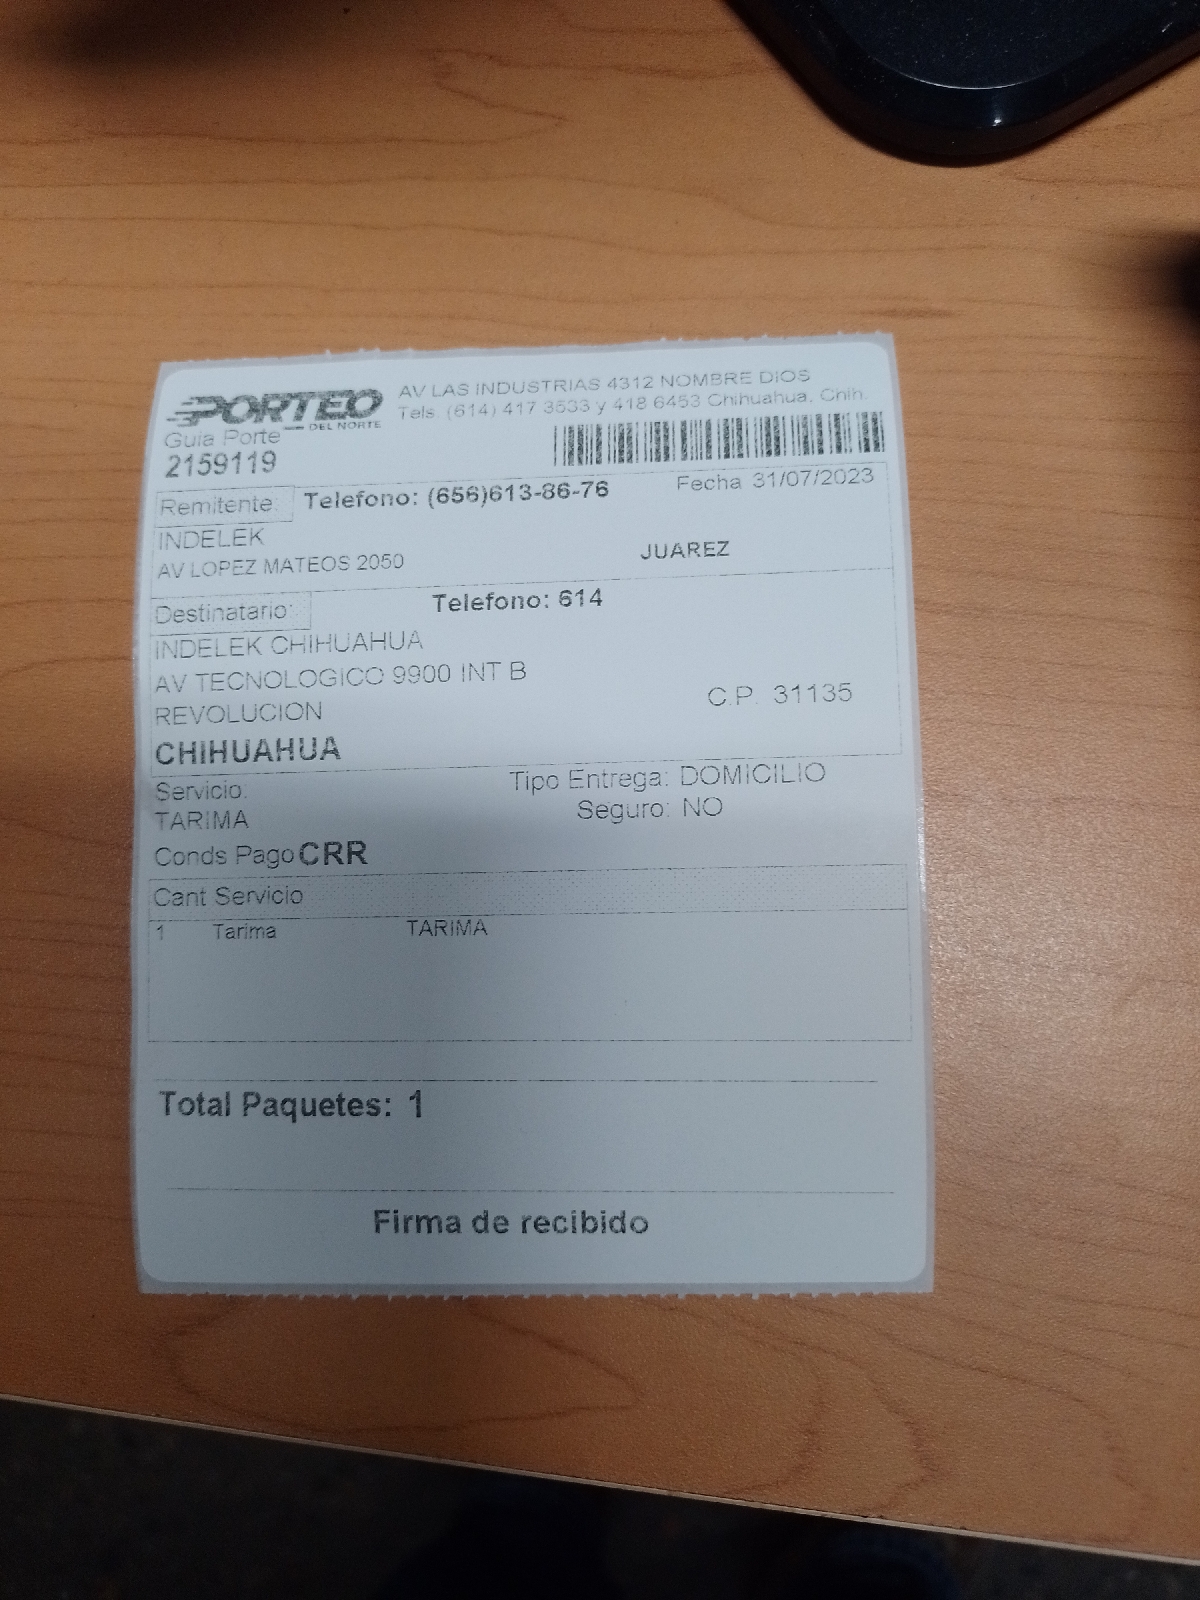 PORTEO
DEL NORTE
AV LAS INDUSTRIAS 4312 NOMBRE DIOS
Tels. (614) 417 3533 y 418 6453 Chihuahua, Chih.
Guia Porte
2159119
Remitente: Telefono: (656)613-86-76 Fecha 31/07/2023
INDELEK
AV LOPEZ MATEOS 2050 JUAREZ
Destinatario: Telefono: 614
INDELEK CHIHUAHUA
AV TECNOLOGICO 9900 INT B
REVOLUCION C.P. 31135
CHIHUAHUA
Servicio: Tipo Entrega: DOMICILIO
TARIMA Seguro: NO
Conds Pago CRR
Cant Servicio
1 Tarima TARIMA
Total Paquetes: 1
Firma de recibido